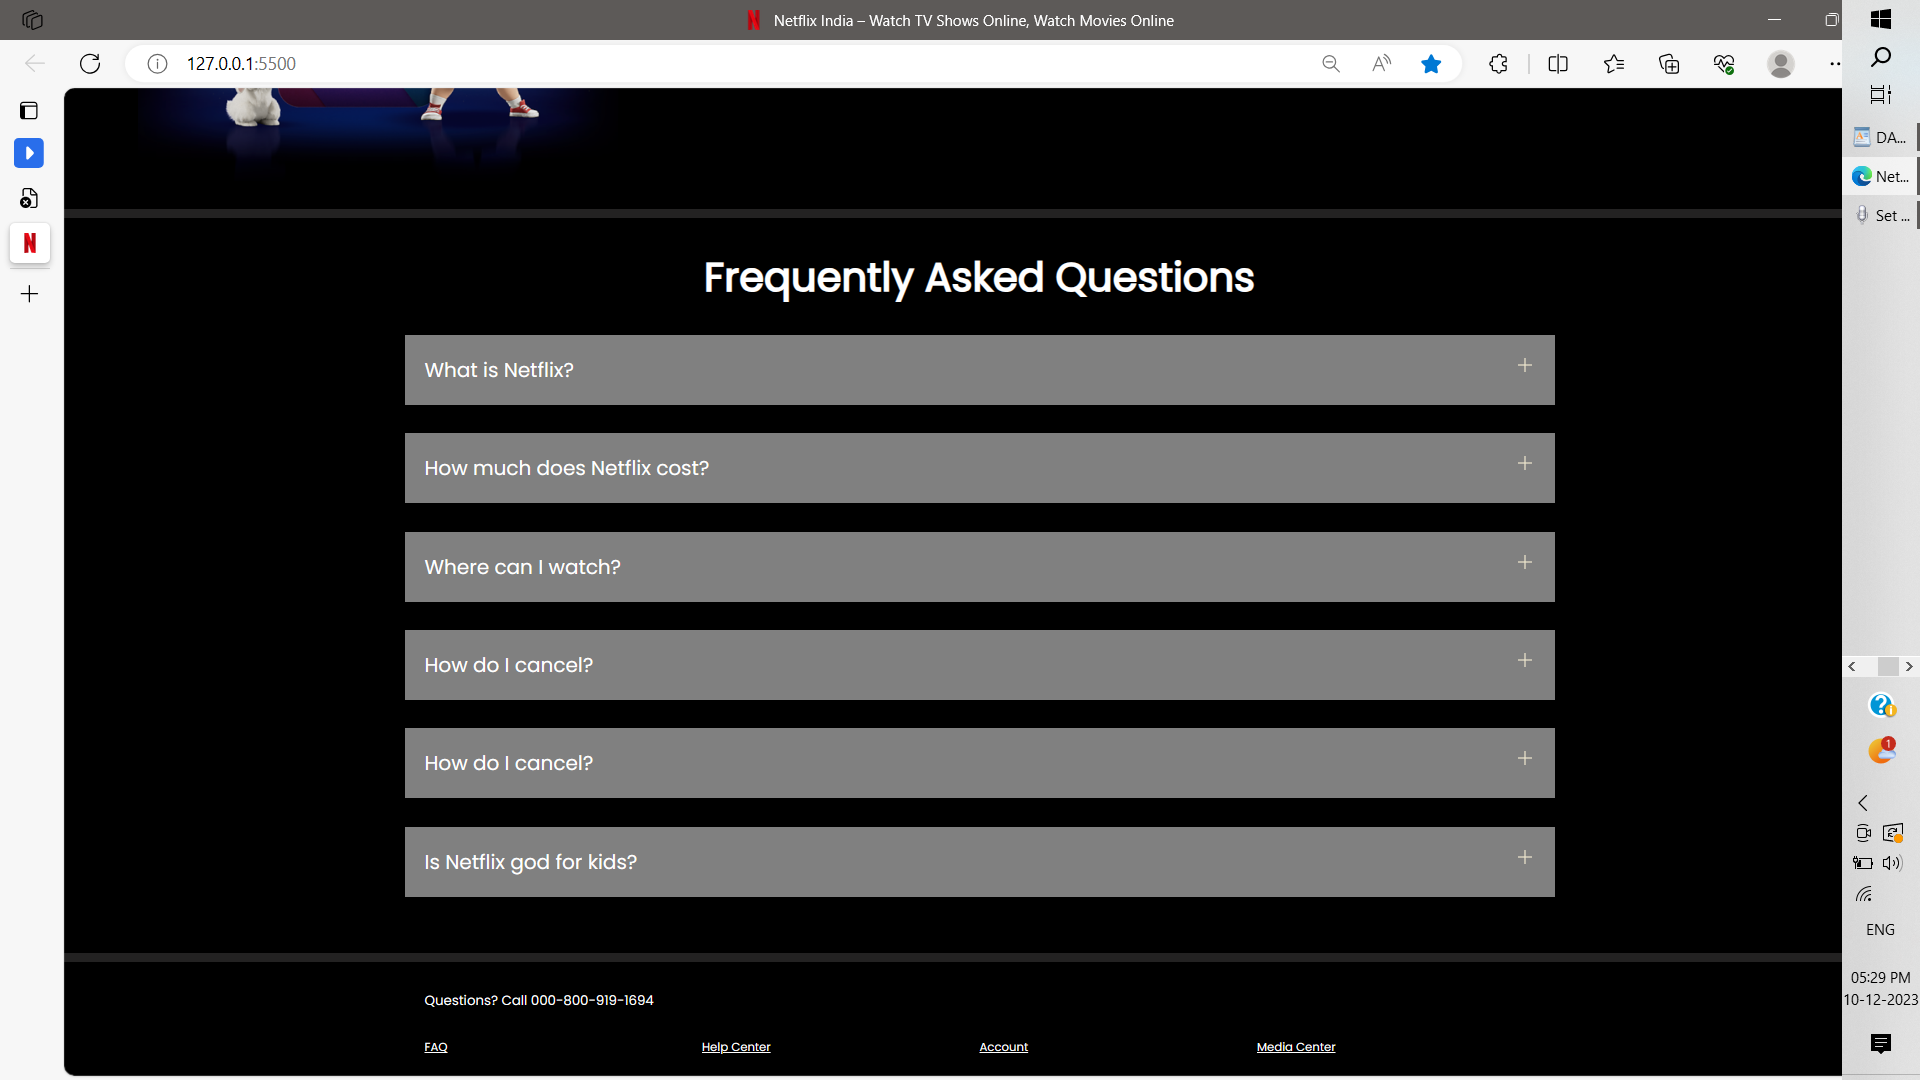 Netflix India – Watch TV Shows Online, Watch Movies Online
127.0.0.1:5500
DA...
Net...
Set ...
N
Frequently Asked Questions
What is Netflix?
+
How much does Netflix cost?
+
Where can I watch?
+
How do I cancel?
+
How do I cancel?
+
Is Netflix god for kids?
+
1
ENG
05:29 PM
10-12-2023
Questions? Call 000-800-919-1694
FAQ Help Center Account Media Center